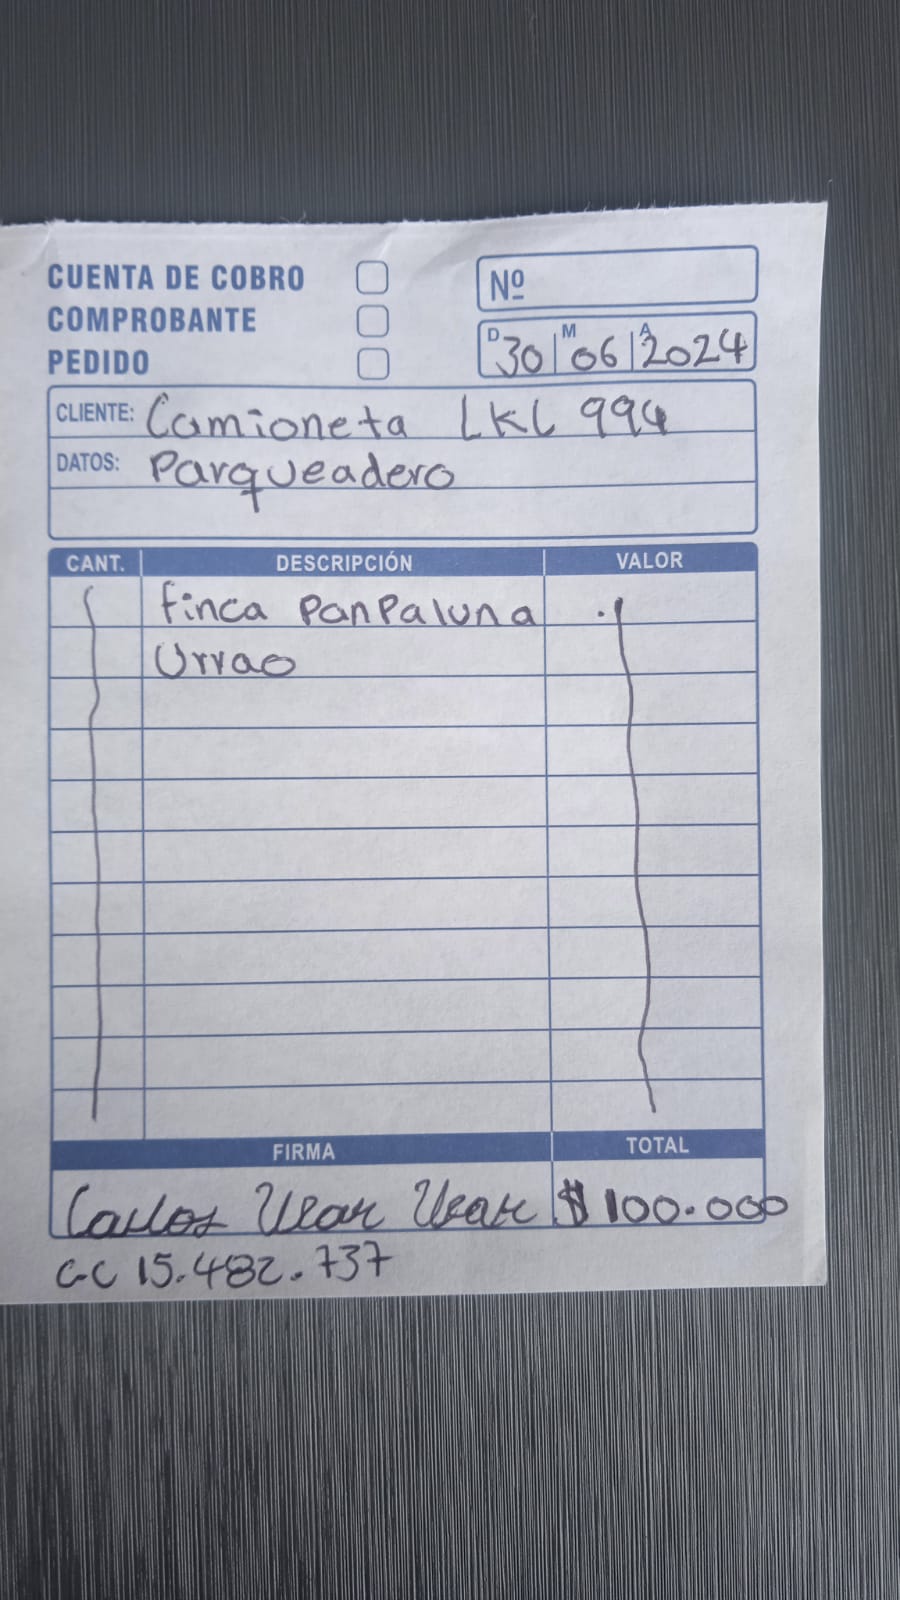 CUENTA DE COBRO
COMPROBANTE
PEDIDO
Nº
D 30 M 06 A 2024
CLIENTE: Camioneta LKL 994
DATOS: Parqueadero
CANT. DESCRIPCIÓN VALOR
finca PanPaluna
Urrao
FIRMA TOTAL
Carlos $ 100.000
C.C 15.482.737